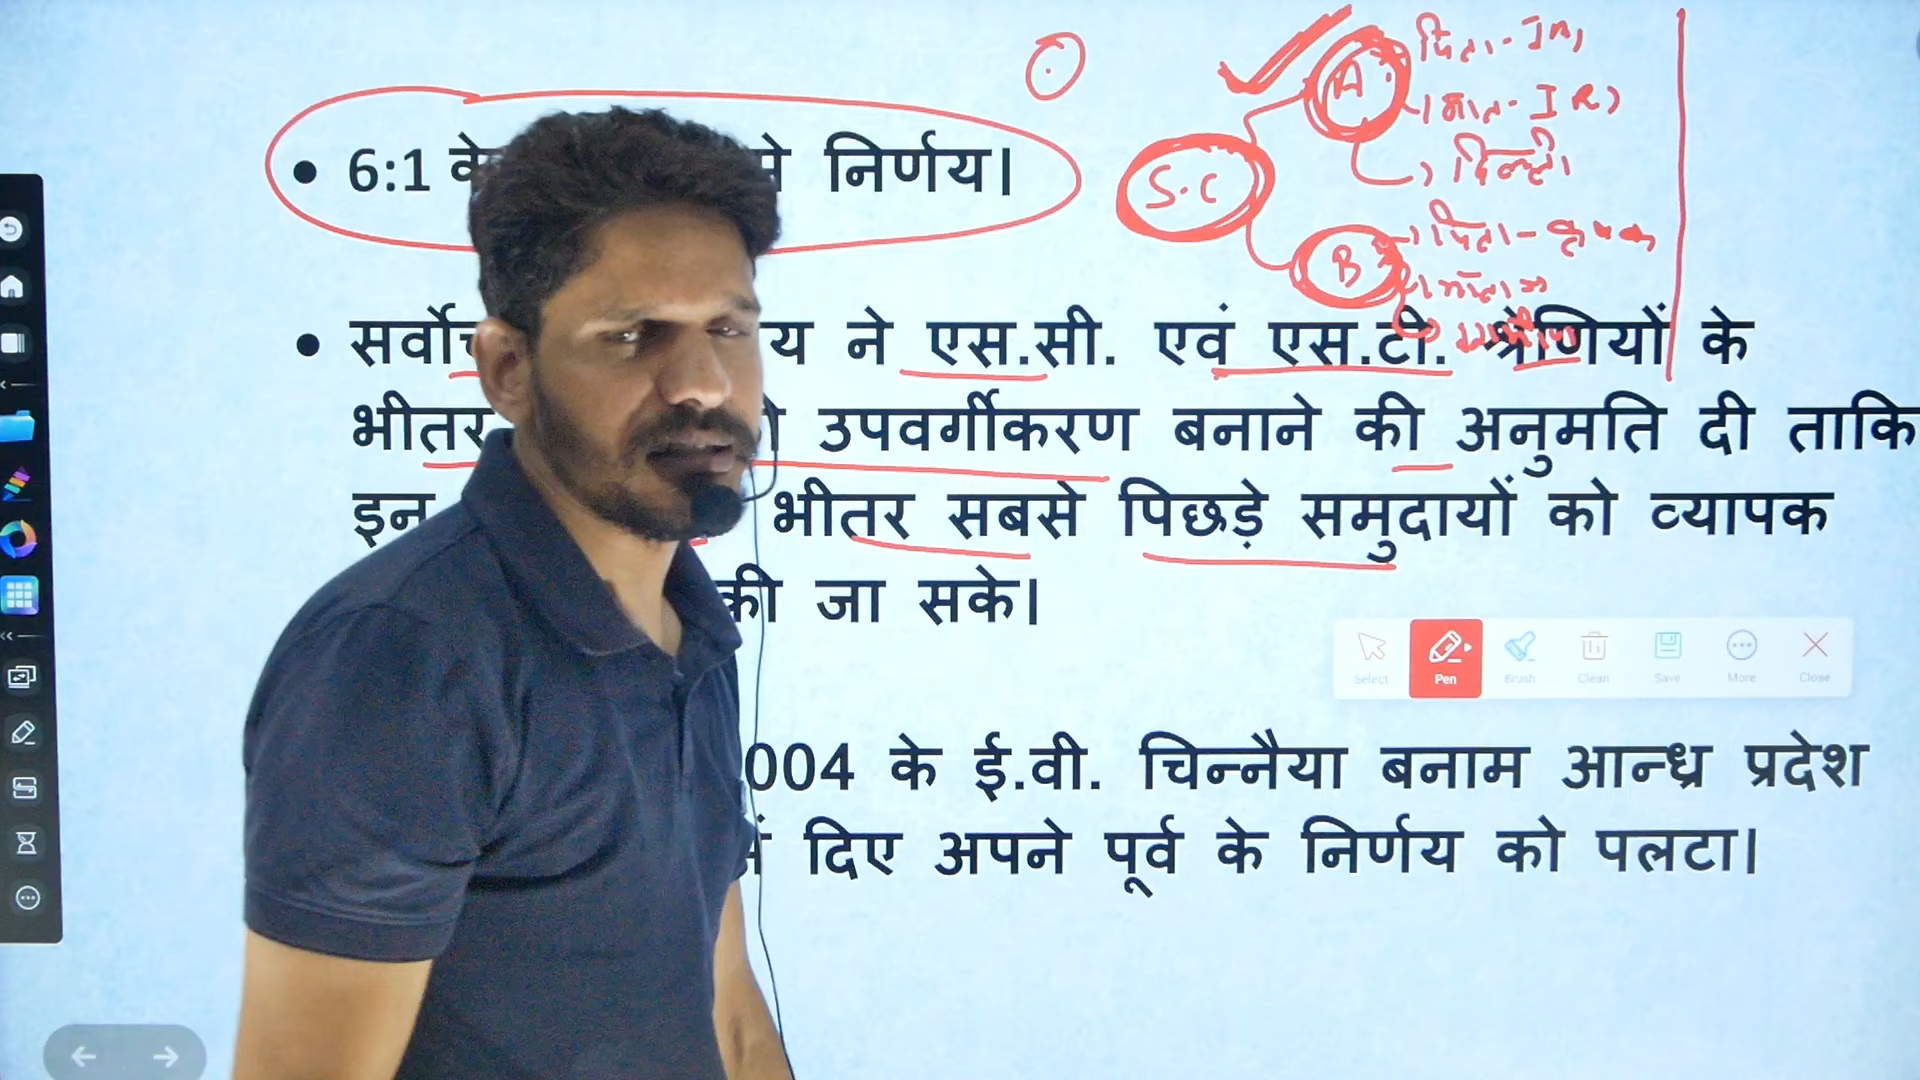 6:1 निर्णय।
A
पिता-
दिल्ली
S.C
B
पिता - कृषक
ने एस.सी. एवं एस.टी. श्रेणियों के
भीतर उपवर्गीकरण बनाने की अनुमति दी ताकि
इन भीतर सबसे पिछड़े समुदायों को व्यापक
की जा सके।
Select Pen Brush Clean Save More Close
004 के ई.वी. चिन्नैया बनाम आन्ध्र प्रदेश
दिए अपने पूर्व के निर्णय को पलटा।